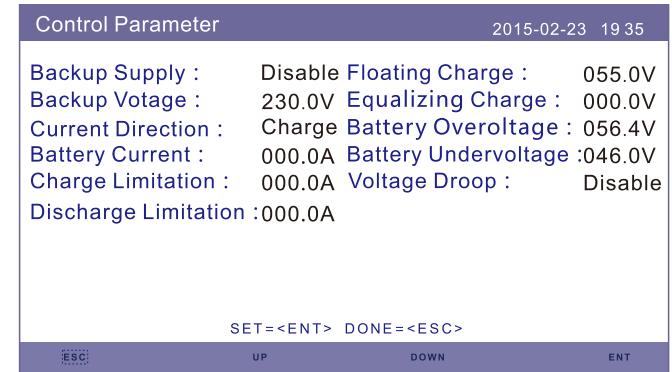 Control Parameter 2015-02-23 19 35
Backup Supply : Disable Floating Charge : 055.0V
Backup Votage : 230.0V Equalizing Charge : 000.0V
Current Direction : Charge Battery Overoltage : 056.4V
Battery Current : 000.0A Battery Undervoltage :046.0V
Charge Limitation : 000.0A Voltage Droop : Disable
Discharge Limitation :000.0A
SET=<ENT> DONE=<ESC>
ESC UP DOWN ENT